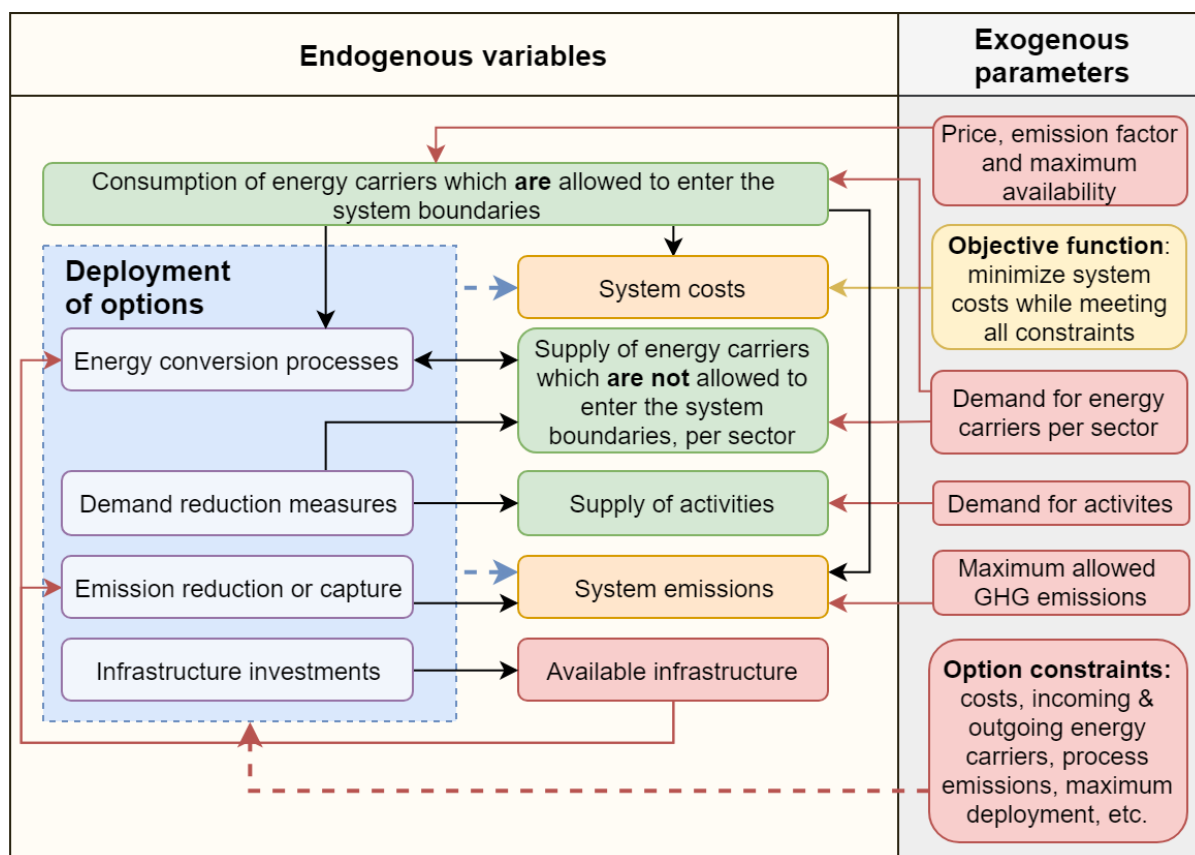 Endogenous variables
Exogenous
parameters
Price, emission factor
and maximum
availability
Consumption of energy carriers which are allowed to enter the
system boundaries
Deployment
of options
System costs
Objective function:
minimize system
costs while meeting
all constraints
Energy conversion processes
Supply of energy carriers
which are not allowed to
enter the system
boundaries, per sector
Demand for energy
carriers per sector
Demand reduction measures
Supply of activities
Demand for activites
Emission reduction or capture
System emissions
Maximum allowed
GHG emissions
Infrastructure investments
Available infrastructure
Option constraints:
costs, incoming &
outgoing energy
carriers, process
emissions, maximum
deployment, etc.